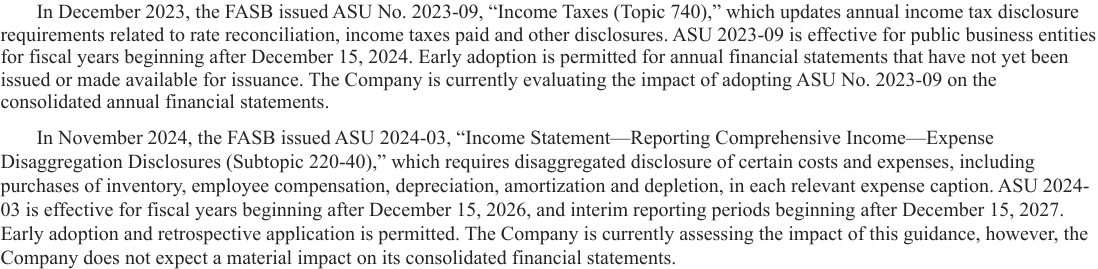 In December 2023, the FASB issued ASU No. 2023-09, “Income Taxes (Topic 740),” which updates annual income tax disclosure
requirements related to rate reconciliation, income taxes paid and other disclosures. ASU 2023-09 is effective for public business entities
for fiscal years beginning after December 15, 2024. Early adoption is permitted for annual financial statements that have not yet been
issued or made available for issuance. The Company is currently evaluating the impact of adopting ASU No. 2023-09 on the
consolidated annual financial statements.
In November 2024, the FASB issued ASU 2024-03, “Income Statement—Reporting Comprehensive Income—Expense
Disaggregation Disclosures (Subtopic 220-40),” which requires disaggregated disclosure of certain costs and expenses, including
purchases of inventory, employee compensation, depreciation, amortization and depletion, in each relevant expense caption. ASU 2024-
03 is effective for fiscal years beginning after December 15, 2026, and interim reporting periods beginning after December 15, 2027.
Early adoption and retrospective application is permitted. The Company is currently assessing the impact of this guidance, however, the
Company does not expect a material impact on its consolidated financial statements.